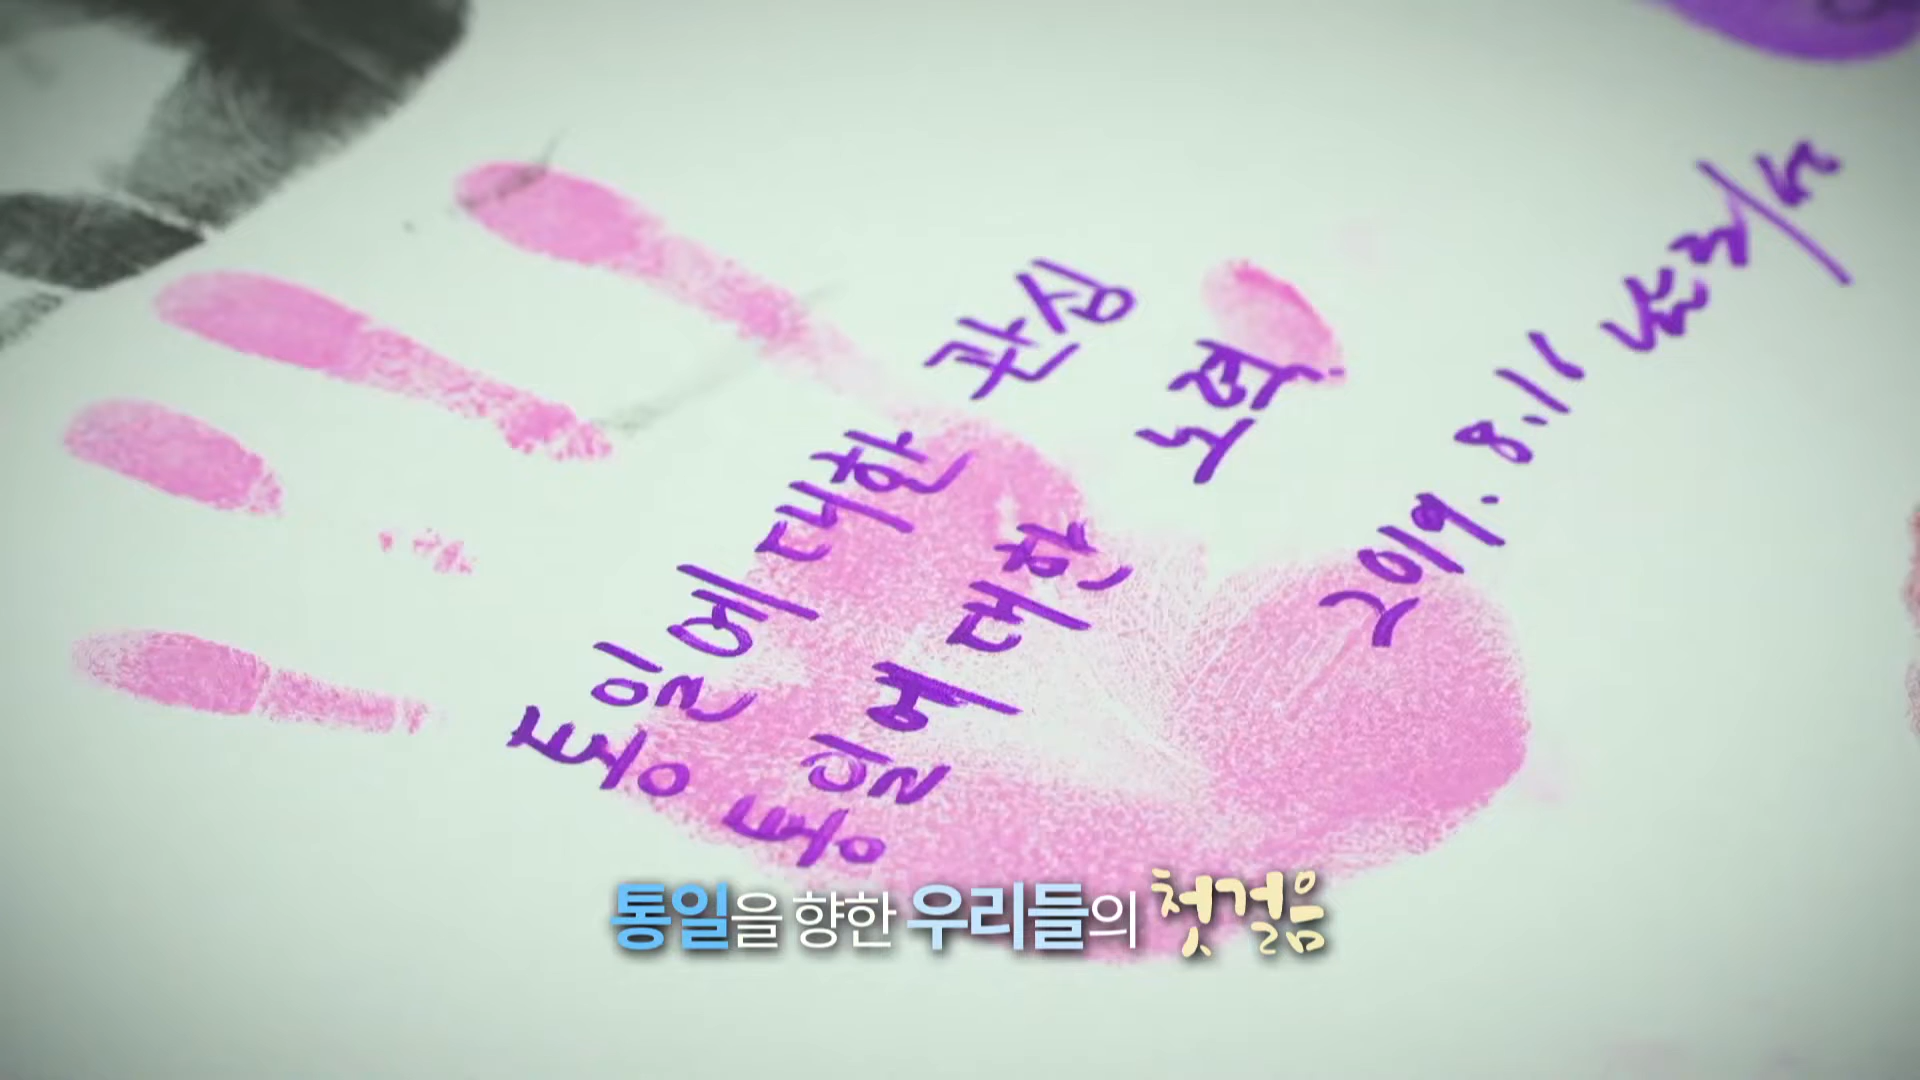 통일에 대한 관심
통일에 대한 노력.
2019. 8. 11
통일을 향한 우리들의 첫걸음